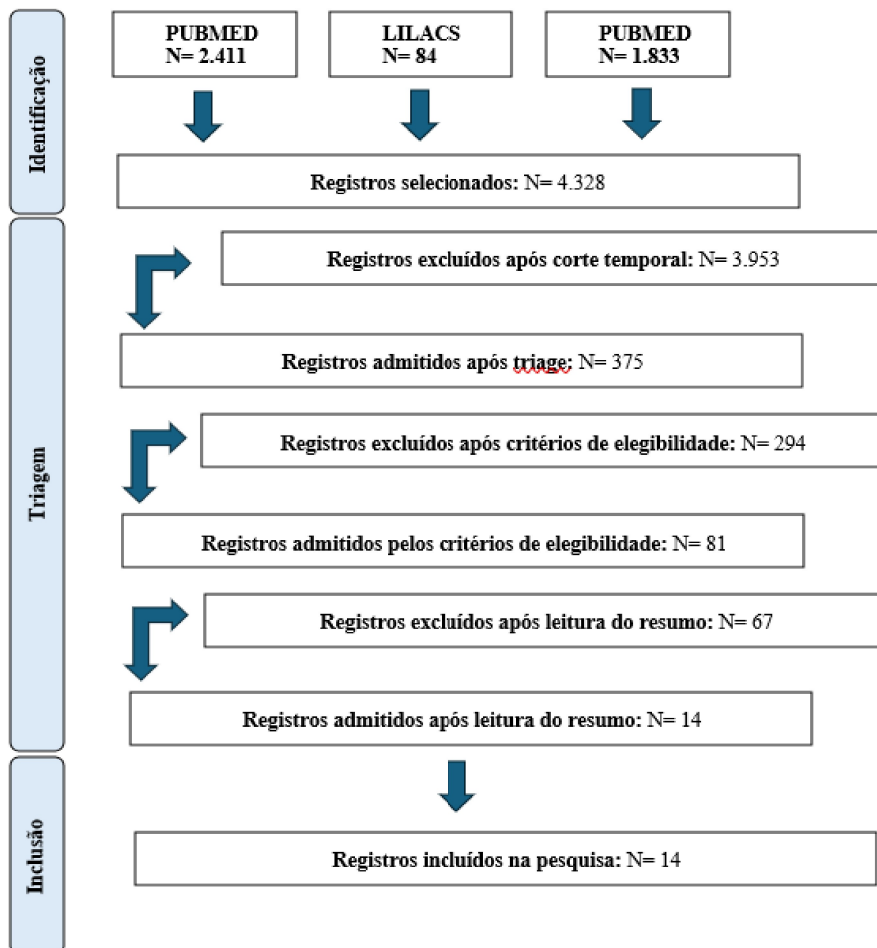 Identificação
PUBMED
N= 2.411
LILACS
N= 84
PUBMED
N= 1.833
Registros selecionados: N= 4.328
Triagem
Registros excluídos após corte temporal: N= 3.953
Registros admitidos após triage: N= 375
Registros excluídos após critérios de elegibilidade: N= 294
Registros admitidos pelos critérios de elegibilidade: N= 81
Registros excluídos após leitura do resumo: N= 67
Registros admitidos após leitura do resumo: N= 14
Inclusão
Registros incluídos na pesquisa: N= 14